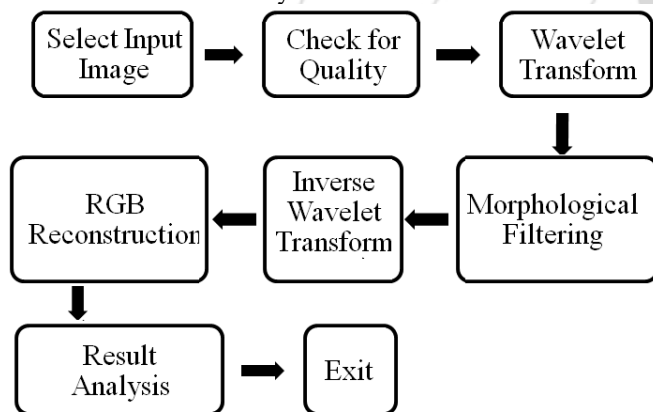 Select Input
Image
Check for
Quality
Wavelet
Transform
Morphological
Filtering
Inverse
Wavelet
Transform
RGB
Reconstruction
Result
Analysis
Exit